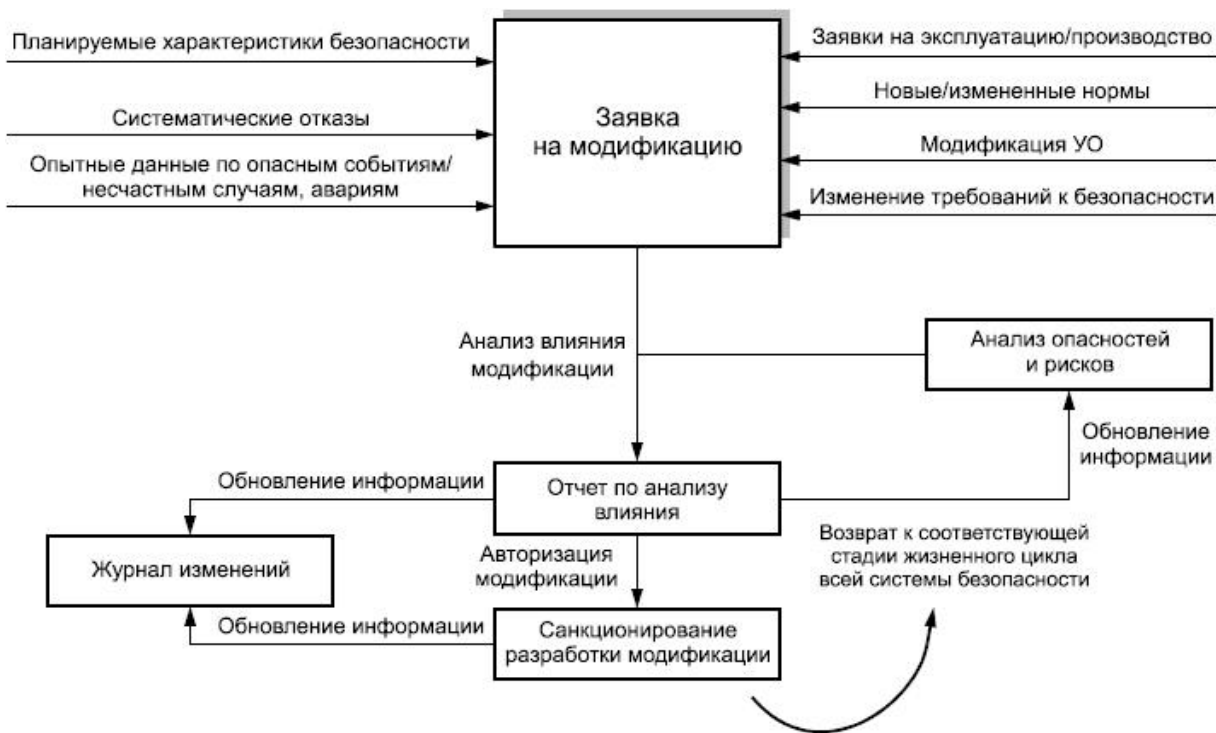 Планируемые характеристики безопасности
Систематические отказы
Опытные данные по опасным событиям/
несчастным случаям, авариям
Заявка
на модификацию
Заявки на эксплуатацию/производство
Новые/измененные нормы
Модификация УО
Изменение требований к безопасности
Анализ влияния
модификации
Анализ опасностей
и рисков
Обновление
информации
Обновление информации
Отчет по анализу
влияния
Журнал изменений
Авторизация
модификации
Возврат к соответствующей
стадии жизненного цикла
всей системы безопасности
Обновление информации
Санкционирование
разработки модификации